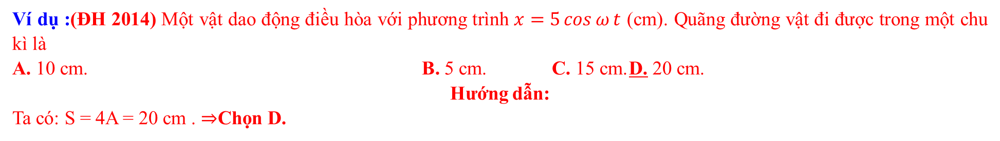 Ví dụ :(ĐH 2014) Một vật dao động điều hòa với phương trình x = 5 cos ω t (cm). Quãng đường vật đi được trong một chu
kì là
A. 10 cm. B. 5 cm. C. 15 cm. D. 20 cm.
Hướng dẫn:
Ta có: S = 4A = 20 cm . ⇒Chọn D.